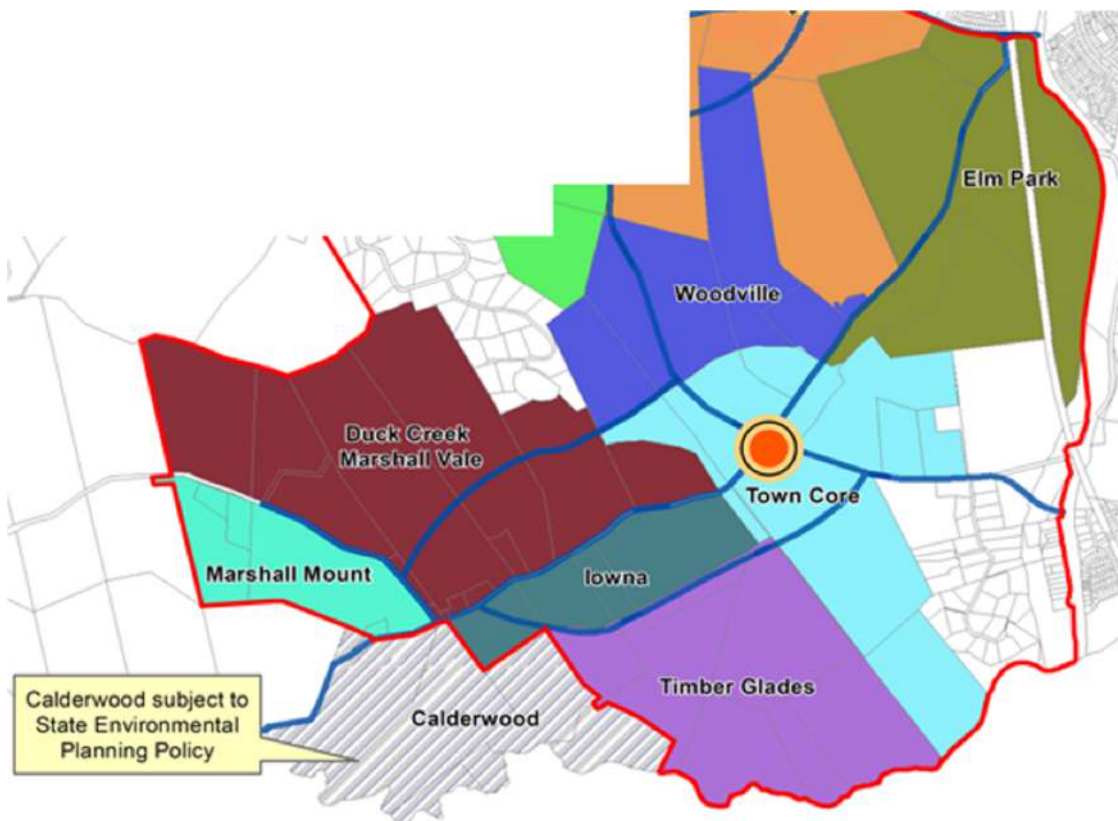 Elm Park
Woodville
Duck Creek
Marshall Vale
Town Core
Marshall Mount
Iowna
Timber Glades
Calderwood
Calderwood subject to
State Environmental
Planning Policy